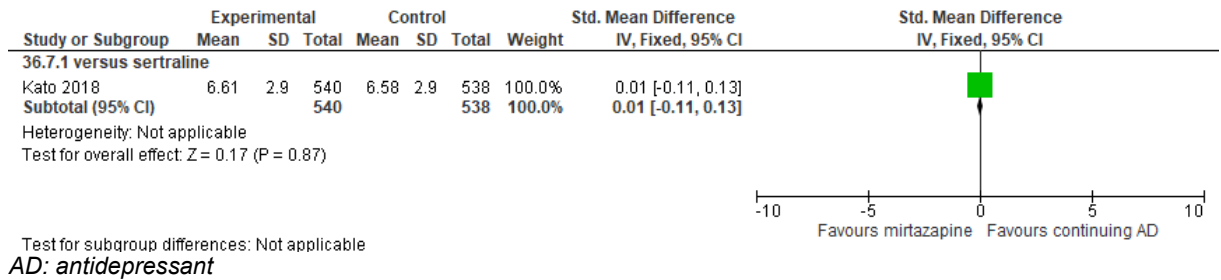 Experimental Control Std. Mean Difference Std. Mean Difference
Study or Subgroup Mean SD Total Mean SD Total Weight IV, Fixed, 95% CI IV, Fixed, 95% CI
36.7.1 versus sertraline
Kato 2018 6.61 2.9 540 6.58 2.9 538 100.0% 0.01 [-0.11, 0.13]
Subtotal (95% CI) 540 538 100.0% 0.01 [-0.11, 0.13]
Heterogeneity: Not applicable
Test for overall effect: Z = 0.17 (P = 0.87)
-10 -5 0 5 10
Favours mirtazapine Favours continuing AD
Test for subgroup differences: Not applicable
AD: antidepressant